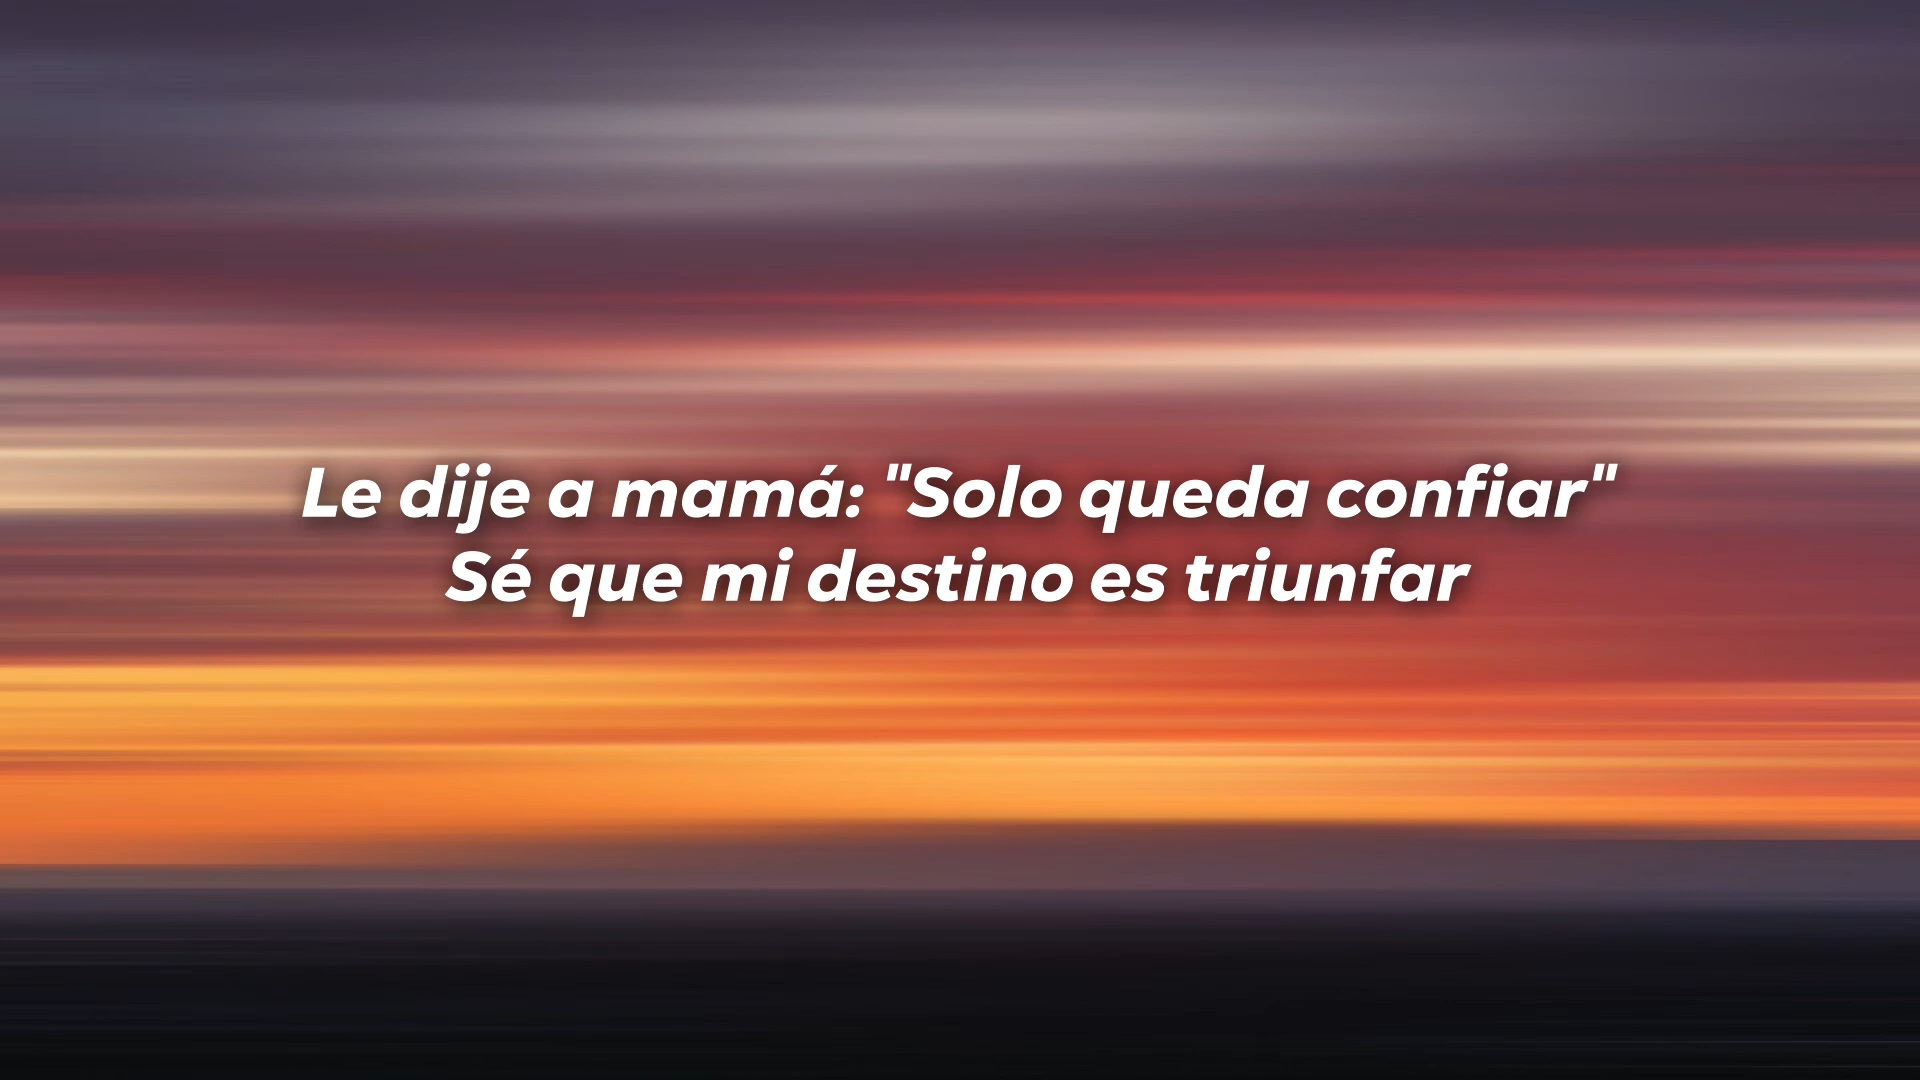 Le dije a mamá: "Solo queda confiar"
Sé que mi destino es triunfar